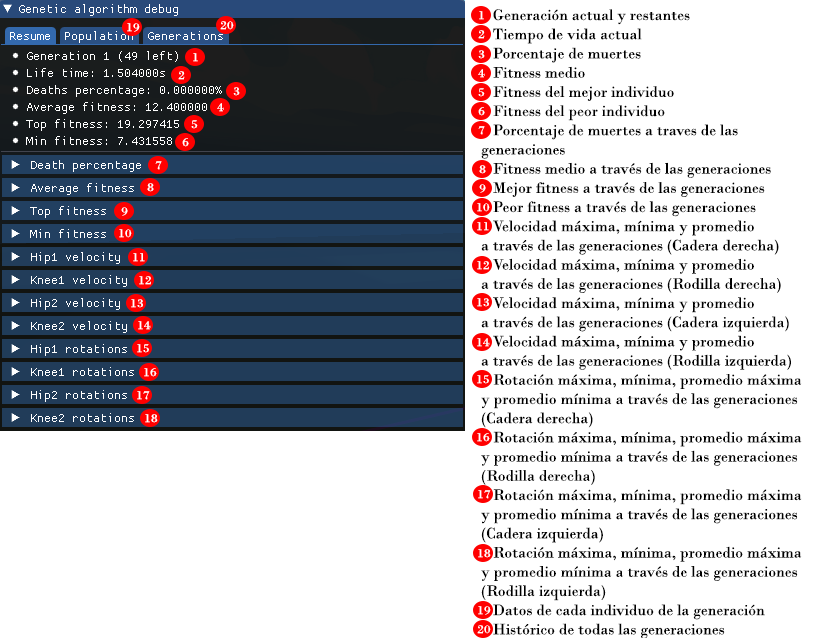 Genetic algorithm debug
Resume Population 19 Generations 20
Generation 1 (49 left) 1
Life time: 1.504000s 2
Deaths percentage: 0.000000% 3
Average fitness: 12.400000 4
Top fitness: 19.297415 5
Min fitness: 7.431558 6
Death percentage 7
Average fitness 8
Top fitness 9
Min fitness 10
Hip1 velocity 11
Knee1 velocity 12
Hip2 velocity 13
Knee2 velocity 14
Hip1 rotations 15
Knee1 rotations 16
Hip2 rotations 17
Knee2 rotations 18
1 Generación actual y restantes
2 Tiempo de vida actual
3 Porcentaje de muertes
4 Fitness medio
5 Fitness del mejor individuo
6 Fitness del peor individuo
7 Porcentaje de muertes a traves de las
generaciones
8 Fitness medio a través de las generaciones
9 Mejor fitness a través de las generaciones
10 Peor fitness a través de las generaciones
11 Velocidad máxima, mínima y promedio
a través de las generaciones (Cadera derecha)
12 Velocidad máxima, mínima y promedio
a través de las generaciones (Rodilla derecha)
13 Velocidad máxima, mínima y promedio
a través de las generaciones (Cadera izquierda)
14 Velocidad máxima, mínima y promedio
a través de las generaciones (Rodilla izquierda)
15 Rotación máxima, mínima, promedio máxima
y promedio mínima a través de las generaciones
(Cadera derecha)
16 Rotación máxima, mínima, promedio máxima
y promedio mínima a través de las generaciones
(Rodilla derecha)
17 Rotación máxima, mínima, promedio máxima
y promedio mínima a través de las generaciones
(Cadera izquierda)
18 Rotación máxima, mínima, promedio máxima
y promedio mínima a través de las generaciones
(Rodilla izquierda)
19 Datos de cada individuo de la generación
20 Histórico de todas las generaciones